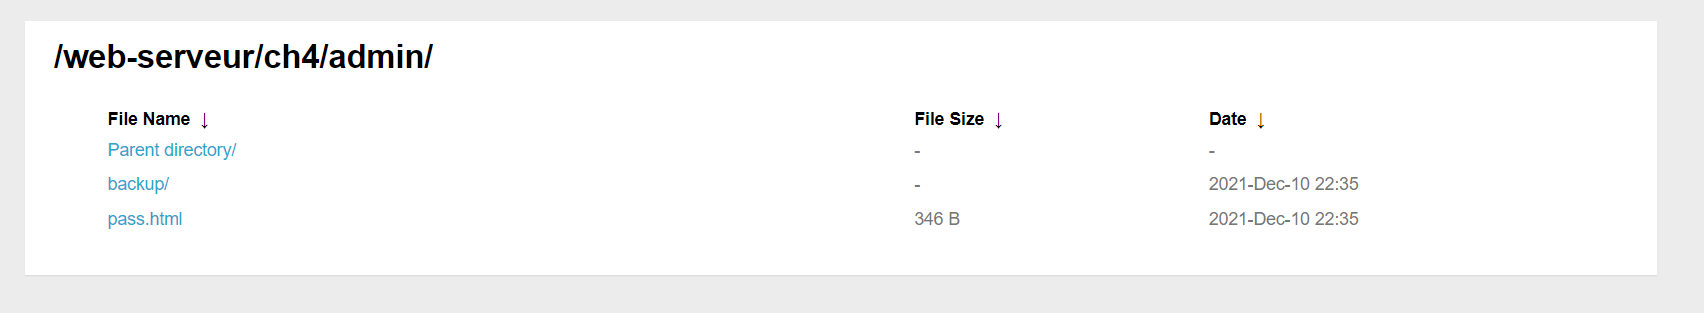 /web-serveur/ch4/admin/
File Name ↓ File Size ↓ Date ↓
Parent directory/ - -
backup/ - 2021-Dec-10 22:35
pass.html 346 B 2021-Dec-10 22:35